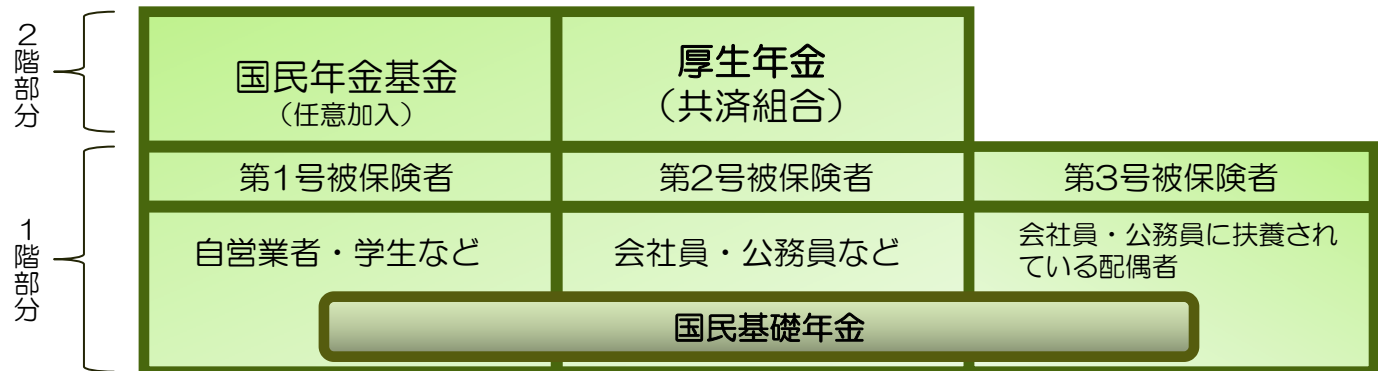 2階部分
国民年金基金
（任意加入）
厚生年金
（共済組合）
1階部分
第1号被保険者
第2号被保険者
第3号被保険者
自営業者・学生など
会社員・公務員など
会社員・公務員に扶養され
ている配偶者
国民基礎年金